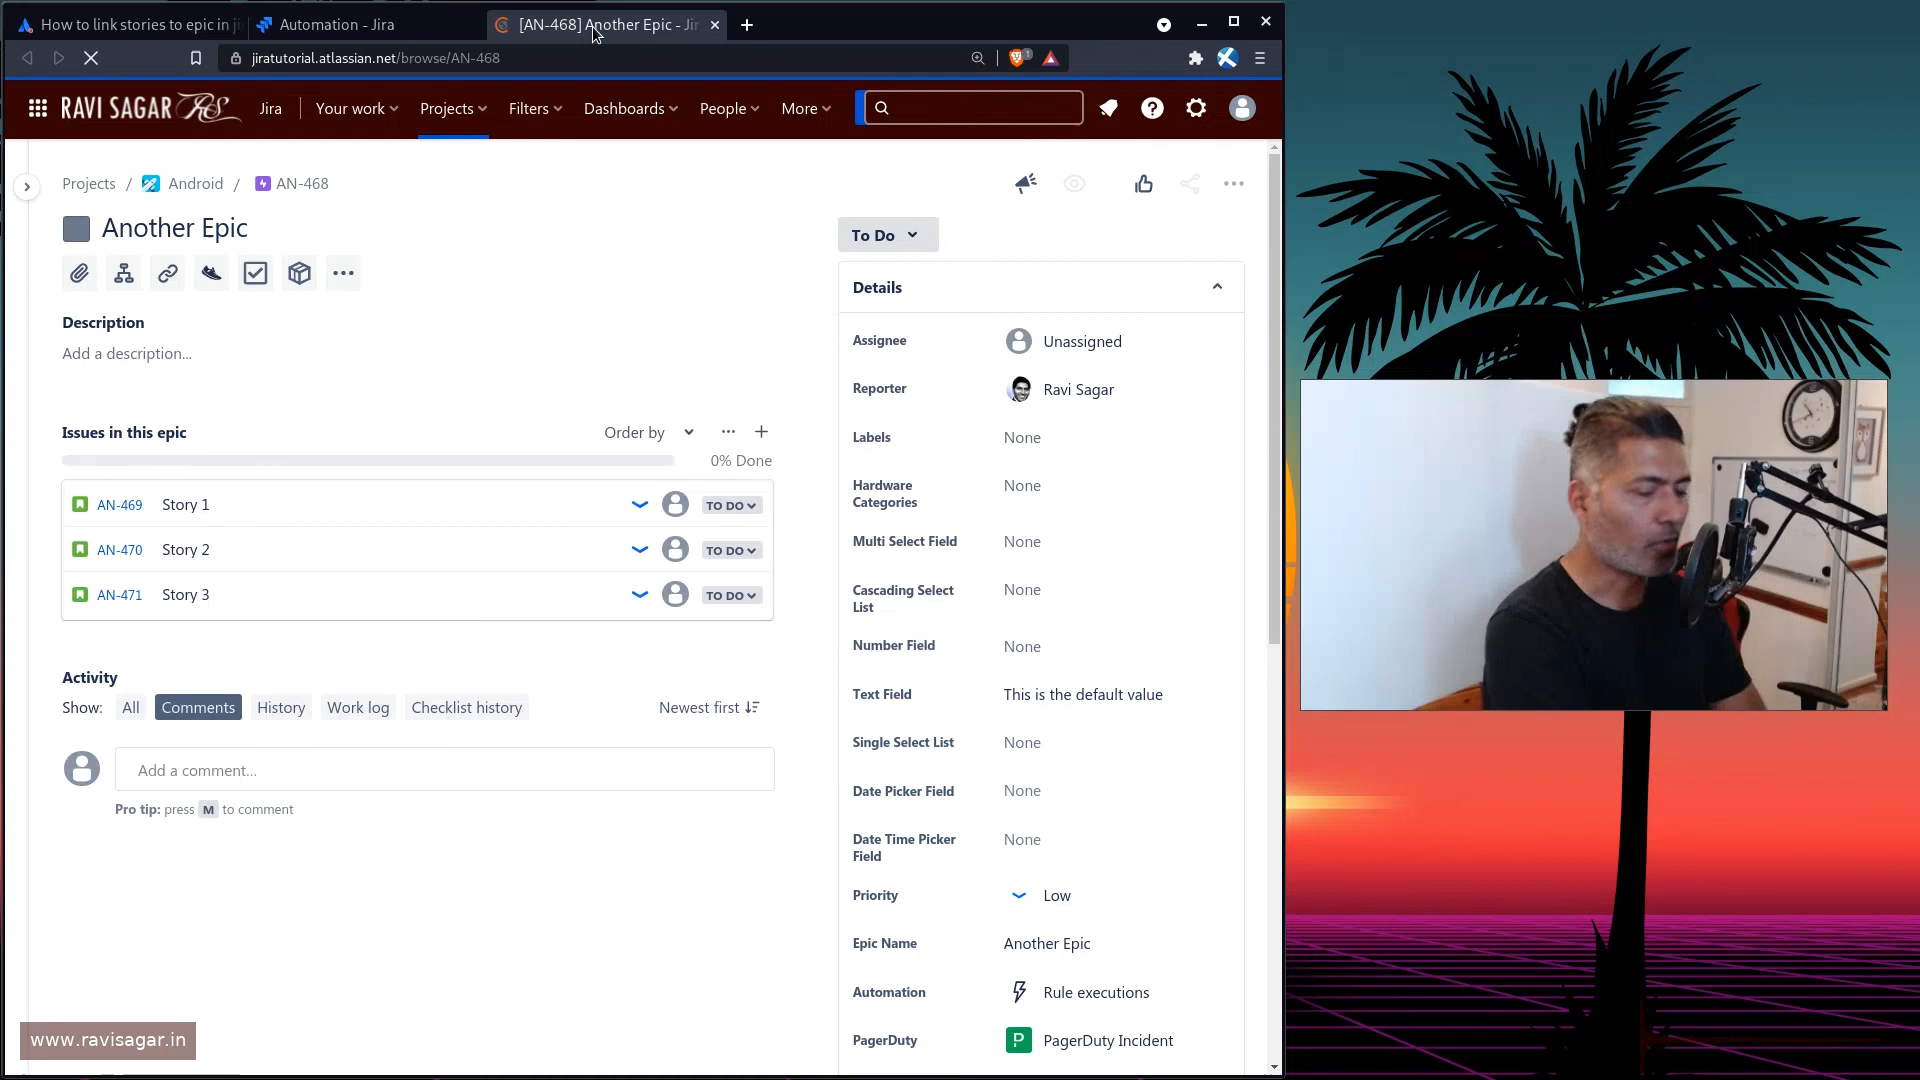 How to link stories to epic in ji
Automation - Jira
[AN-468] Another Epic - Jir
jiratutorial.atlassian.net/browse/AN-468
1
RAVI SAGAR RS
Jira
Your work
Projects
Filters
Dashboards
People
More
Projects / Android / AN-468
Another Epic
To Do
Description
Add a description...
Issues in this epic
Order by
0% Done
AN-469 Story 1 TO DO
AN-470 Story 2 TO DO
AN-471 Story 3 TO DO
Activity
Show: All Comments History Work log Checklist history
Newest first
Add a comment...
Pro tip: press M to comment
Details
Assignee
Unassigned
Reporter
Ravi Sagar
Labels
None
Hardware
Categories
None
Multi Select Field
None
Cascading Select
List
None
Number Field
None
Text Field
This is the default value
Single Select List
None
Date Picker Field
None
Date Time Picker
Field
None
Priority
Low
Epic Name
Another Epic
Automation
Rule executions
PagerDuty
P PagerDuty Incident
www.ravisagar.in